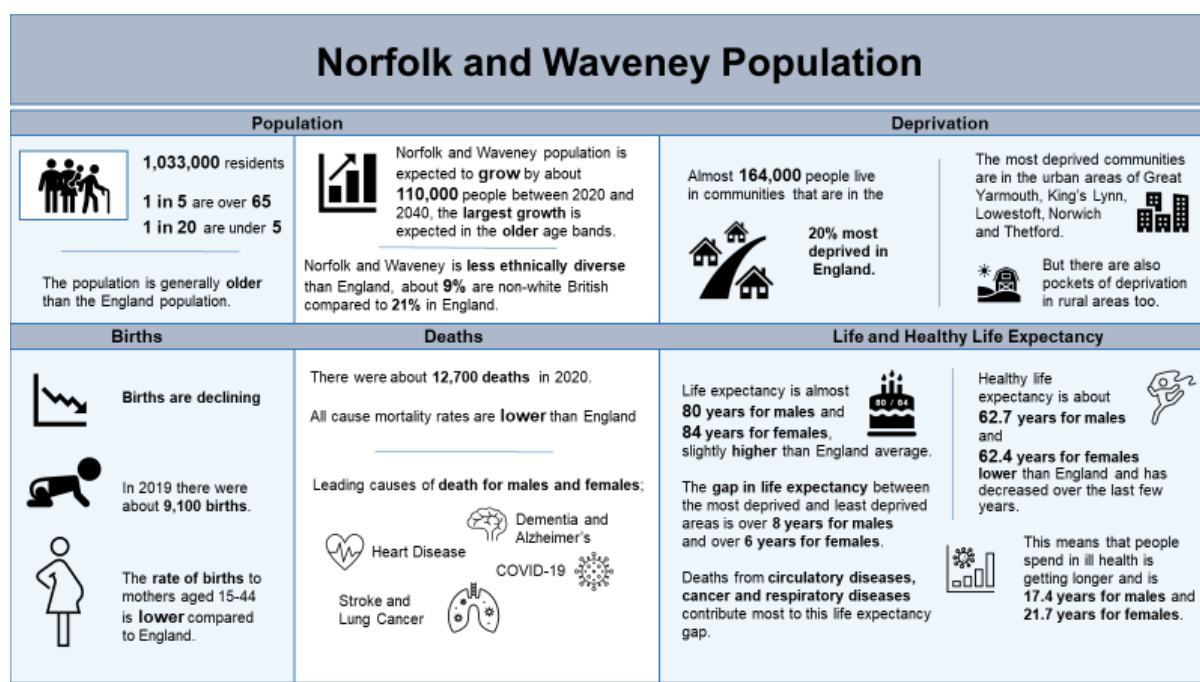 Norfolk and Waveney Population
Population
1,033,000 residents
1 in 5 are over 65
1 in 20 are under 5
The population is generally older
than the England population.
Norfolk and Waveney population is
expected to grow by about
110,000 people between 2020 and
2040, the largest growth is
expected in the older age bands.
Norfolk and Waveney is less ethnically diverse
than England, about 9% are non-white British
compared to 21% in England.
Deprivation
Almost 164,000 people live
in communities that are in the
20% most
deprived in
England.
The most deprived communities
are in the urban areas of Great
Yarmouth, King's Lynn,
Lowestoft, Norwich
and Thetford.
But there are also
pockets of deprivation
in rural areas too.
Births
Births are declining
In 2019 there were
about 9,100 births.
The rate of births to
mothers aged 15-44
is lower compared
to England.
Deaths
There were about 12,700 deaths in 2020.
All cause mortality rates are lower than England
Leading causes of death for males and females;
Dementia and
Alzheimer's
Heart Disease
COVID-19
Stroke and
Lung Cancer
Life and Healthy Life Expectancy
Life expectancy is almost
80 years for males and
84 years for females,
slightly higher than England average.
80 / 84
The gap in life expectancy between
the most deprived and least deprived
areas is over 8 years for males
and over 6 years for females.
Deaths from circulatory diseases,
cancer and respiratory diseases
contribute most to this life expectancy
gap.
Healthy life
expectancy is about
62.7 years for males
and
62.4 years for females
lower than England and has
decreased over the last few
years.
This means that people
spend in ill health is
getting longer and is
17.4 years for males and
21.7 years for females.